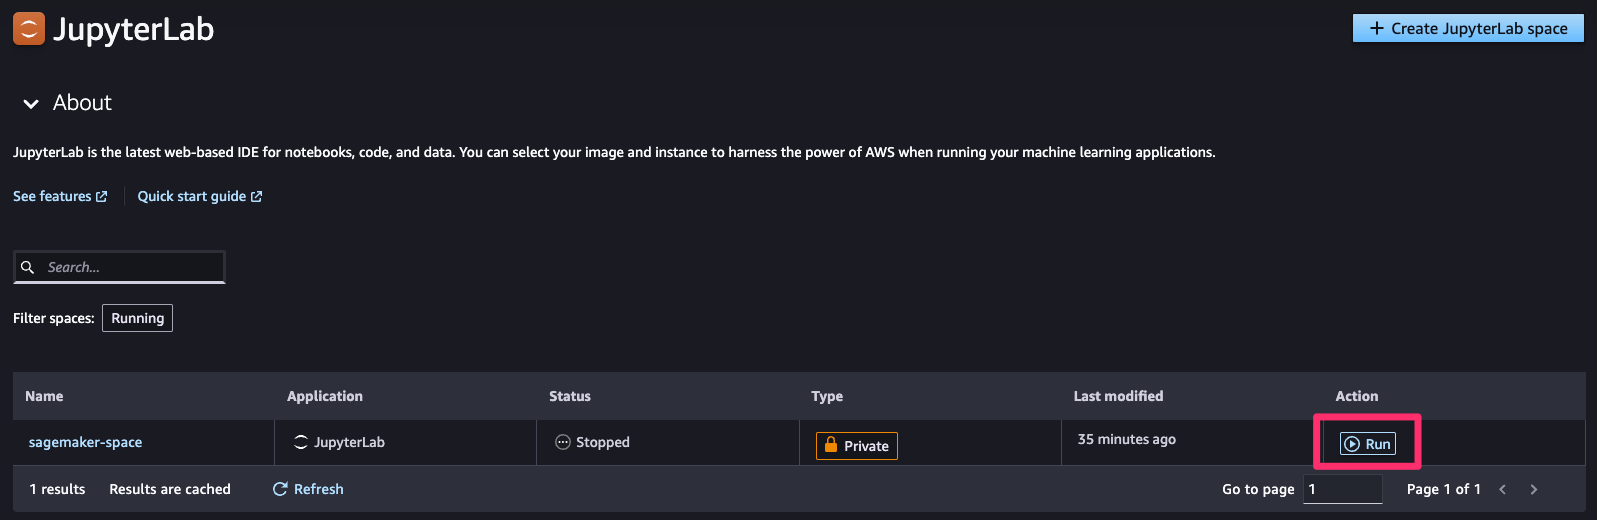 JupyterLab
+ Create JupyterLab space
About
JupyterLab is the latest web-based IDE for notebooks, code, and data. You can select your image and instance to harness the power of AWS when running your machine learning applications.
See features Quick start guide
Search...
Filter spaces: Running
Name Application Status Type Last modified Action
sagemaker-space JupyterLab Stopped Private 35 minutes ago Run
1 results Results are cached Refresh Go to page 1 Page 1 of 1